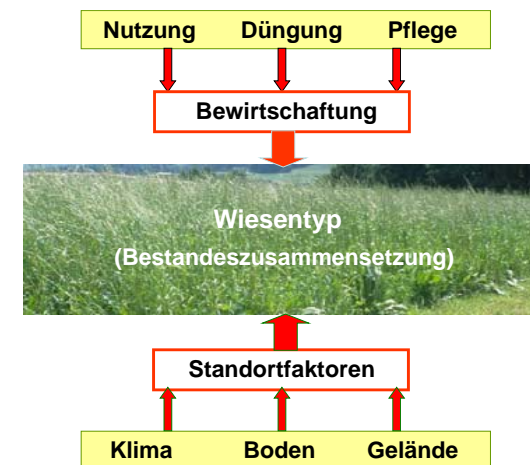 Nutzung Düngung Pflege
Bewirtschaftung
Wiesentyp
(Bestandeszusammensetzung)
Standortfaktoren
Klima Boden Gelände